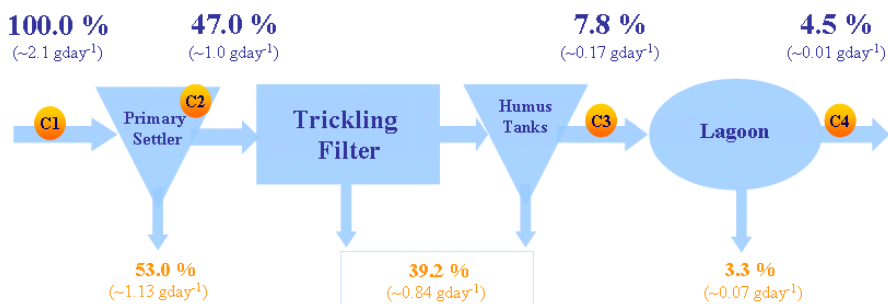 100.0 %
(~2.1 gday-1)
47.0 %
(~1.0 gday-1)
7.8 %
(~0.17 gday-1)
4.5 %
(~0.01 gday-1)
C1
Primary
Settler
C2
Trickling
Filter
Humus
Tanks
C3
Lagoon
C4
53.0 %
(~1.13 gday-1)
39.2 %
(~0.84 gday-1)
3.3 %
(~0.07 gday-1)